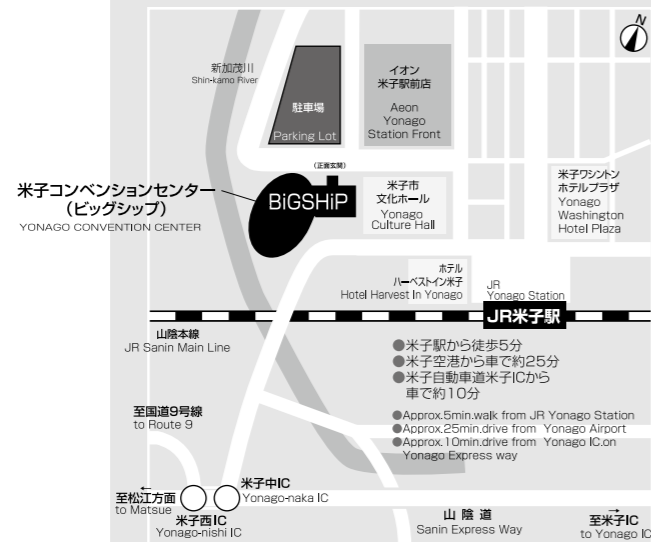 N
新加茂川
Shin-kamo River
駐車場
Parking Lot
イオン
米子駅前店
Aeon
Yonago
Station Front
(正面玄関)
米子コンベンションセンター
(ビッグシップ)
YONAGO CONVENTION CENTER
BiGSHiP
米子市
文化ホール
Yonago
Culture Hall
米子ワシントン
ホテルプラザ
Yonago
Washington
Hotel Plaza
ホテル
ハーベストイン米子
Hotel Harvest In Yonago
JR
Yonago Station
JR米子駅
山陰本線
JR Sanin Main Line
●米子駅から徒歩5分
●米子空港から車で約25分
●米子自動車道米子ICから
車で約10分
●Approx.5min.walk from JR Yonago Station
●Approx.25min.drive from Yonago Airport
●Approx.10min.drive from Yonago IC.on
Yonago Express way
至国道9号線
to Route 9
米子中IC
Yonago-naka IC
←
至松江方面
to Matsue
米子西IC
Yonago-nishi IC
山陰道
Sanin Express Way
→
至米子IC
to Yonago IC